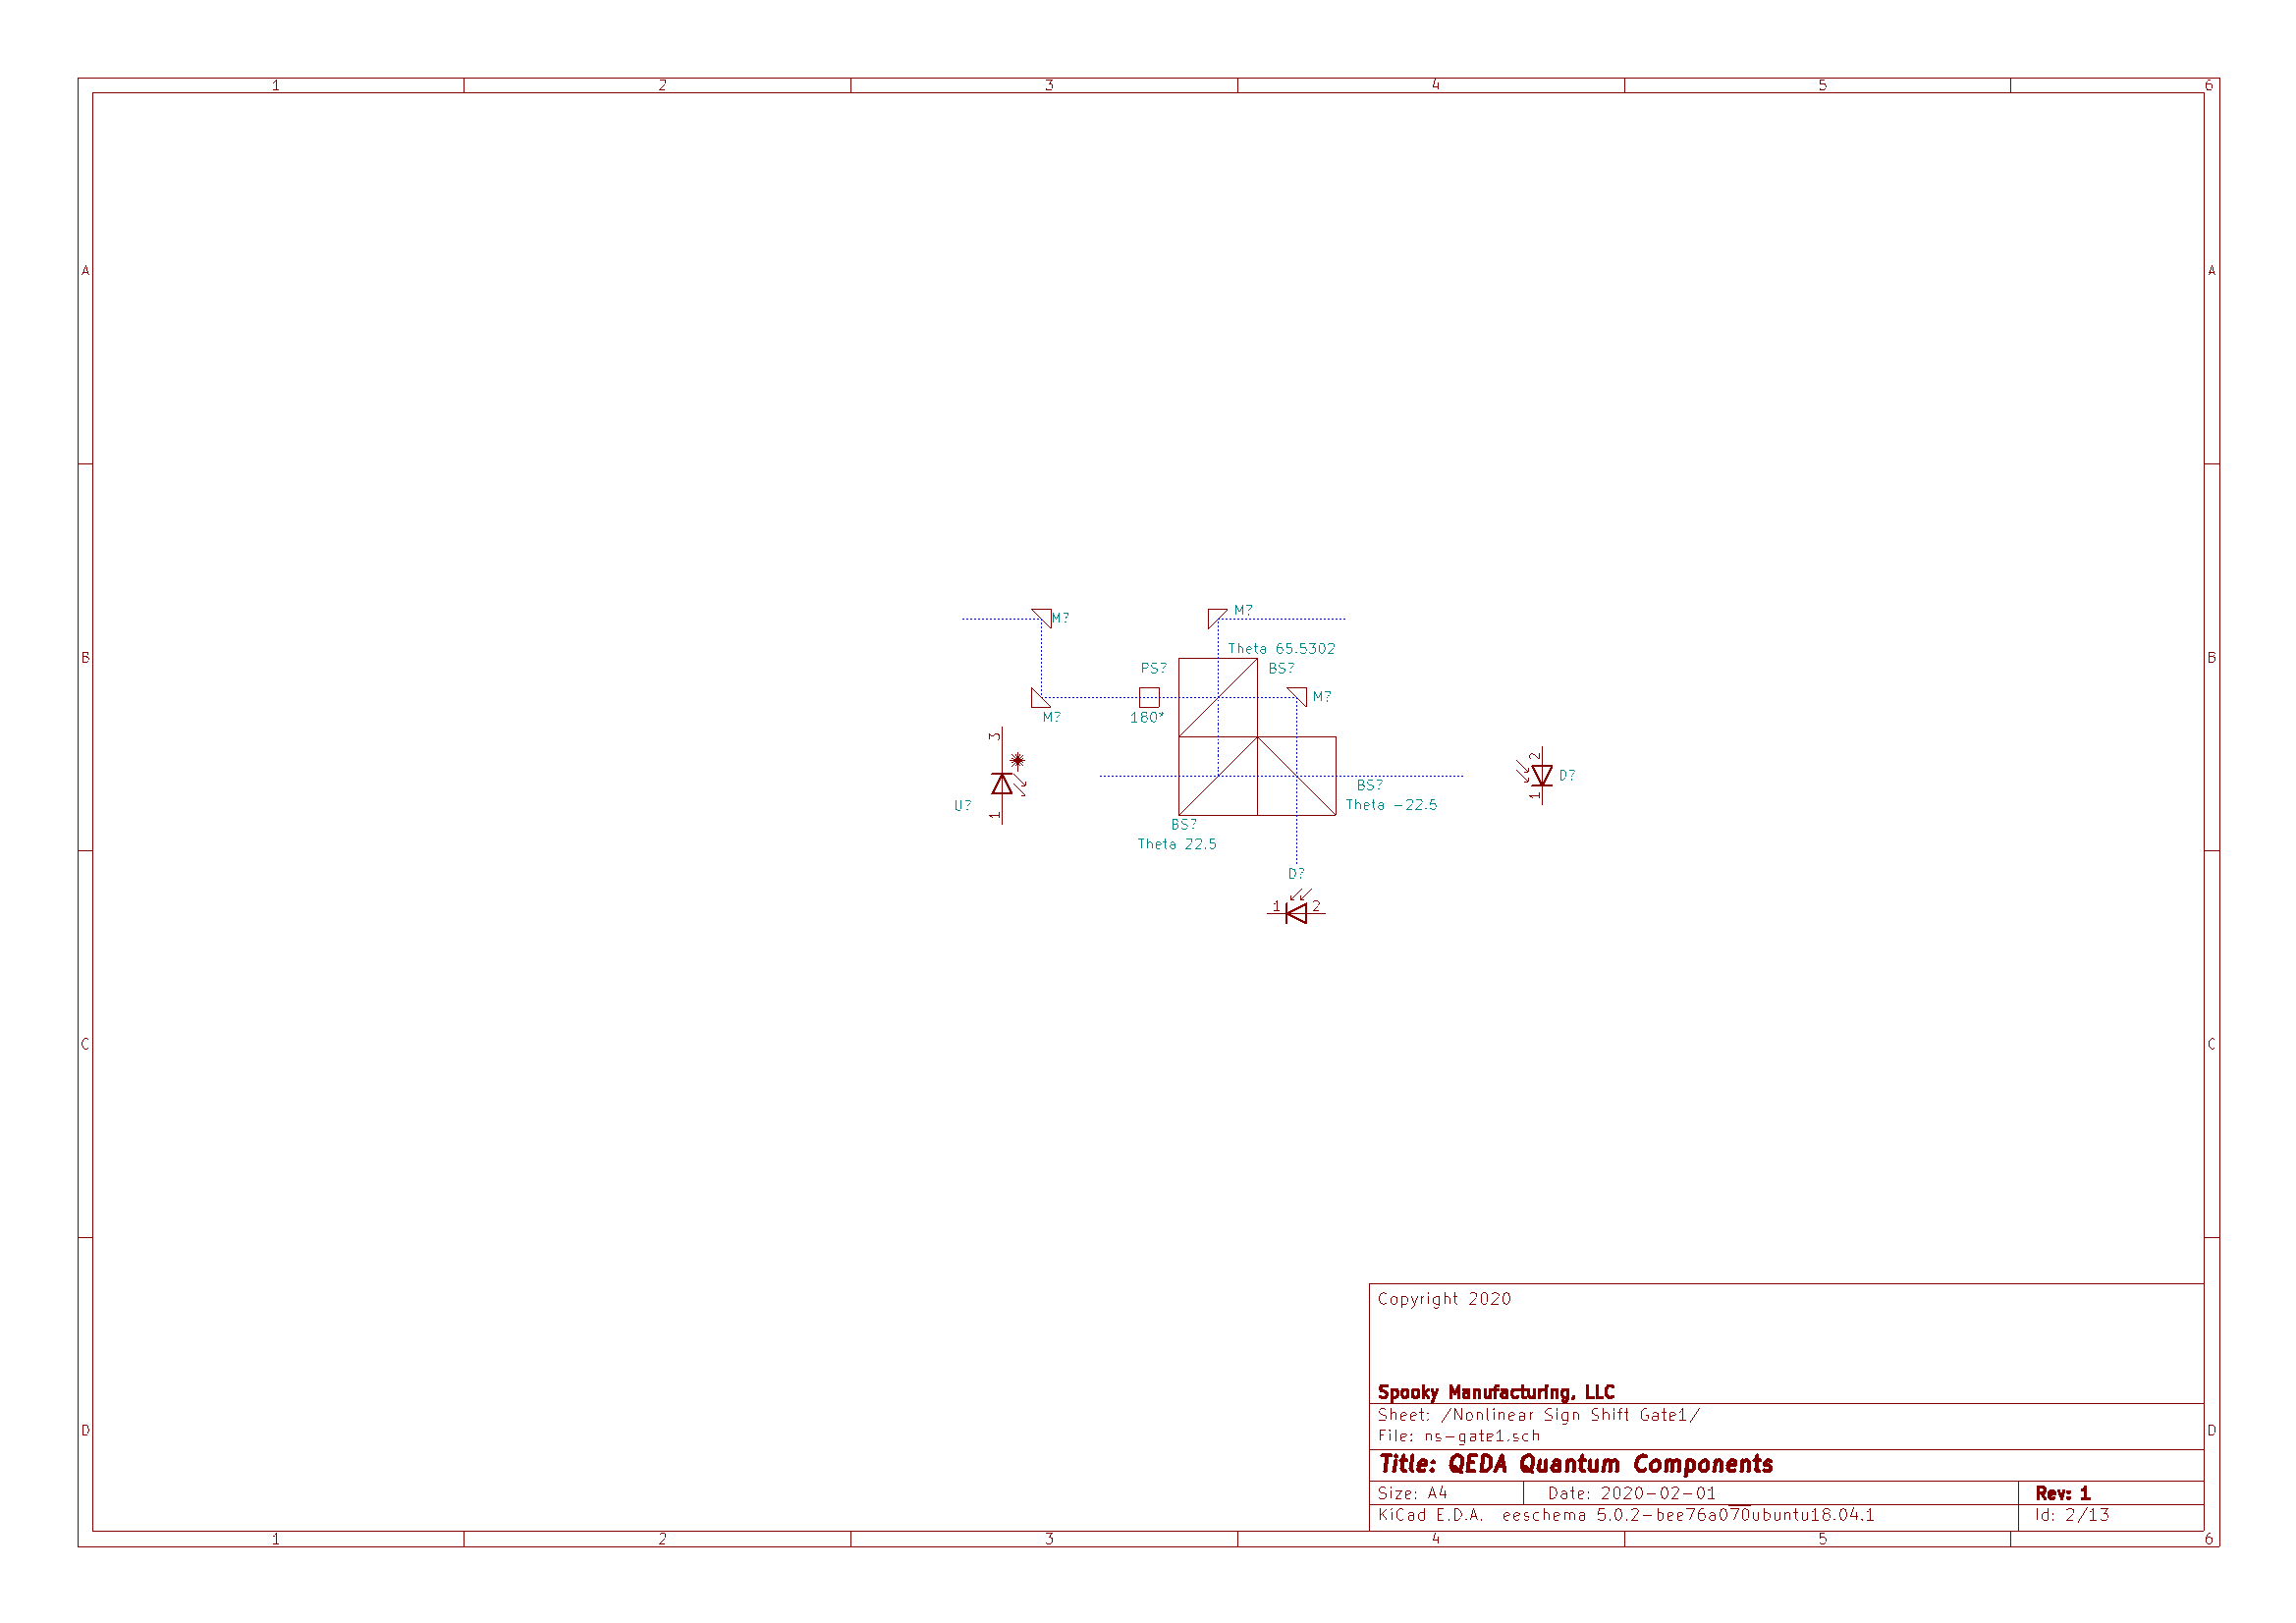 1 2 3 4 5 6
A A
M? M?
Theta 65.5302
B B
PS? BS?
M?
180*
M?
3
2
D?
BS?
1
U?
Theta -22.5
1
BS?
Theta 22.5
D?
1 2
C C
Copyright 2020
Spooky Manufacturing, LLC
Sheet: /Nonlinear Sign Shift Gate1/
File: ns-gate1.sch
D D
Title: QEDA Quantum Components
Size: A4 Date: 2020-02-01 Rev: 1
KiCad E.D.A. eeschema 5.0.2-bee76a070ubuntu18.04.1 Id: 2/13
1 2 3 4 5 6